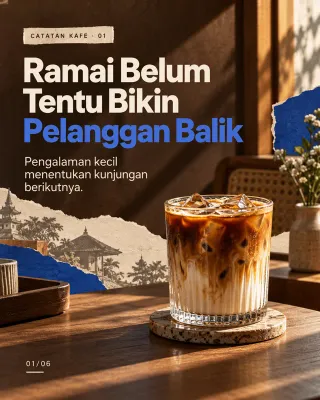 CATATAN KAFE · 01
Ramai Belum
Tentu Bikin
Pelanggan Balik
Pengalaman kecil
menentukan kunjungan
berikutnya.
01/06